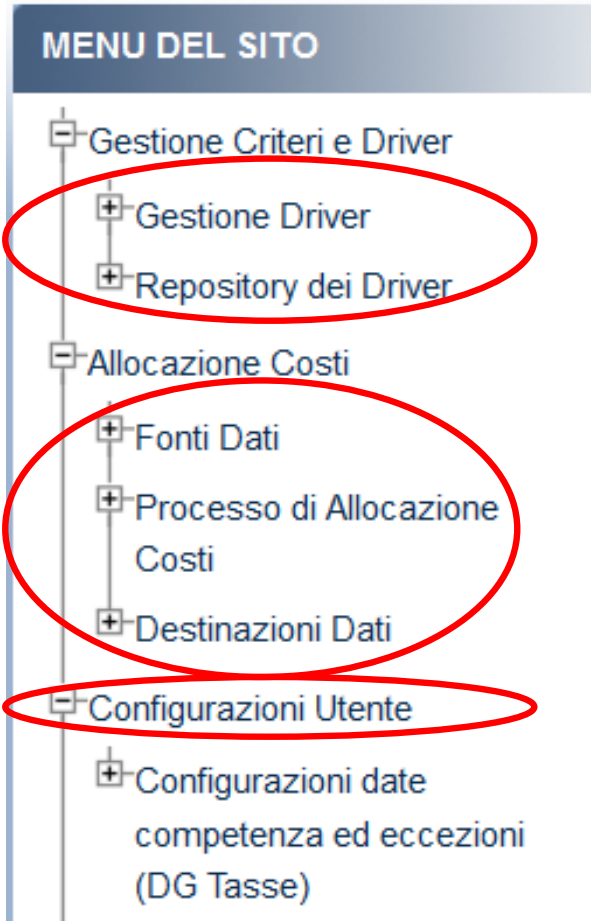 MENU DEL SITO
Gestione Criteri e Driver
Gestione Driver
Repository dei Driver
Allocazione Costi
Fonti Dati
Processo di Allocazione
Costi
Destinazioni Dati
Configurazioni Utente
Configurazioni date
competenza ed eccezioni
(DG Tasse)